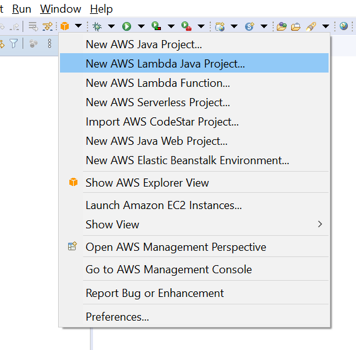 t Run Window Help
New AWS Java Project...
New AWS Lambda Java Project...
New AWS Lambda Function...
New AWS Serverless Project...
Import AWS CodeStar Project...
New AWS Java Web Project...
New AWS Elastic Beanstalk Environment...
Show AWS Explorer View
Launch Amazon EC2 Instances...
Show View
Open AWS Management Perspective
Go to AWS Management Console
Report Bug or Enhancement
Preferences...